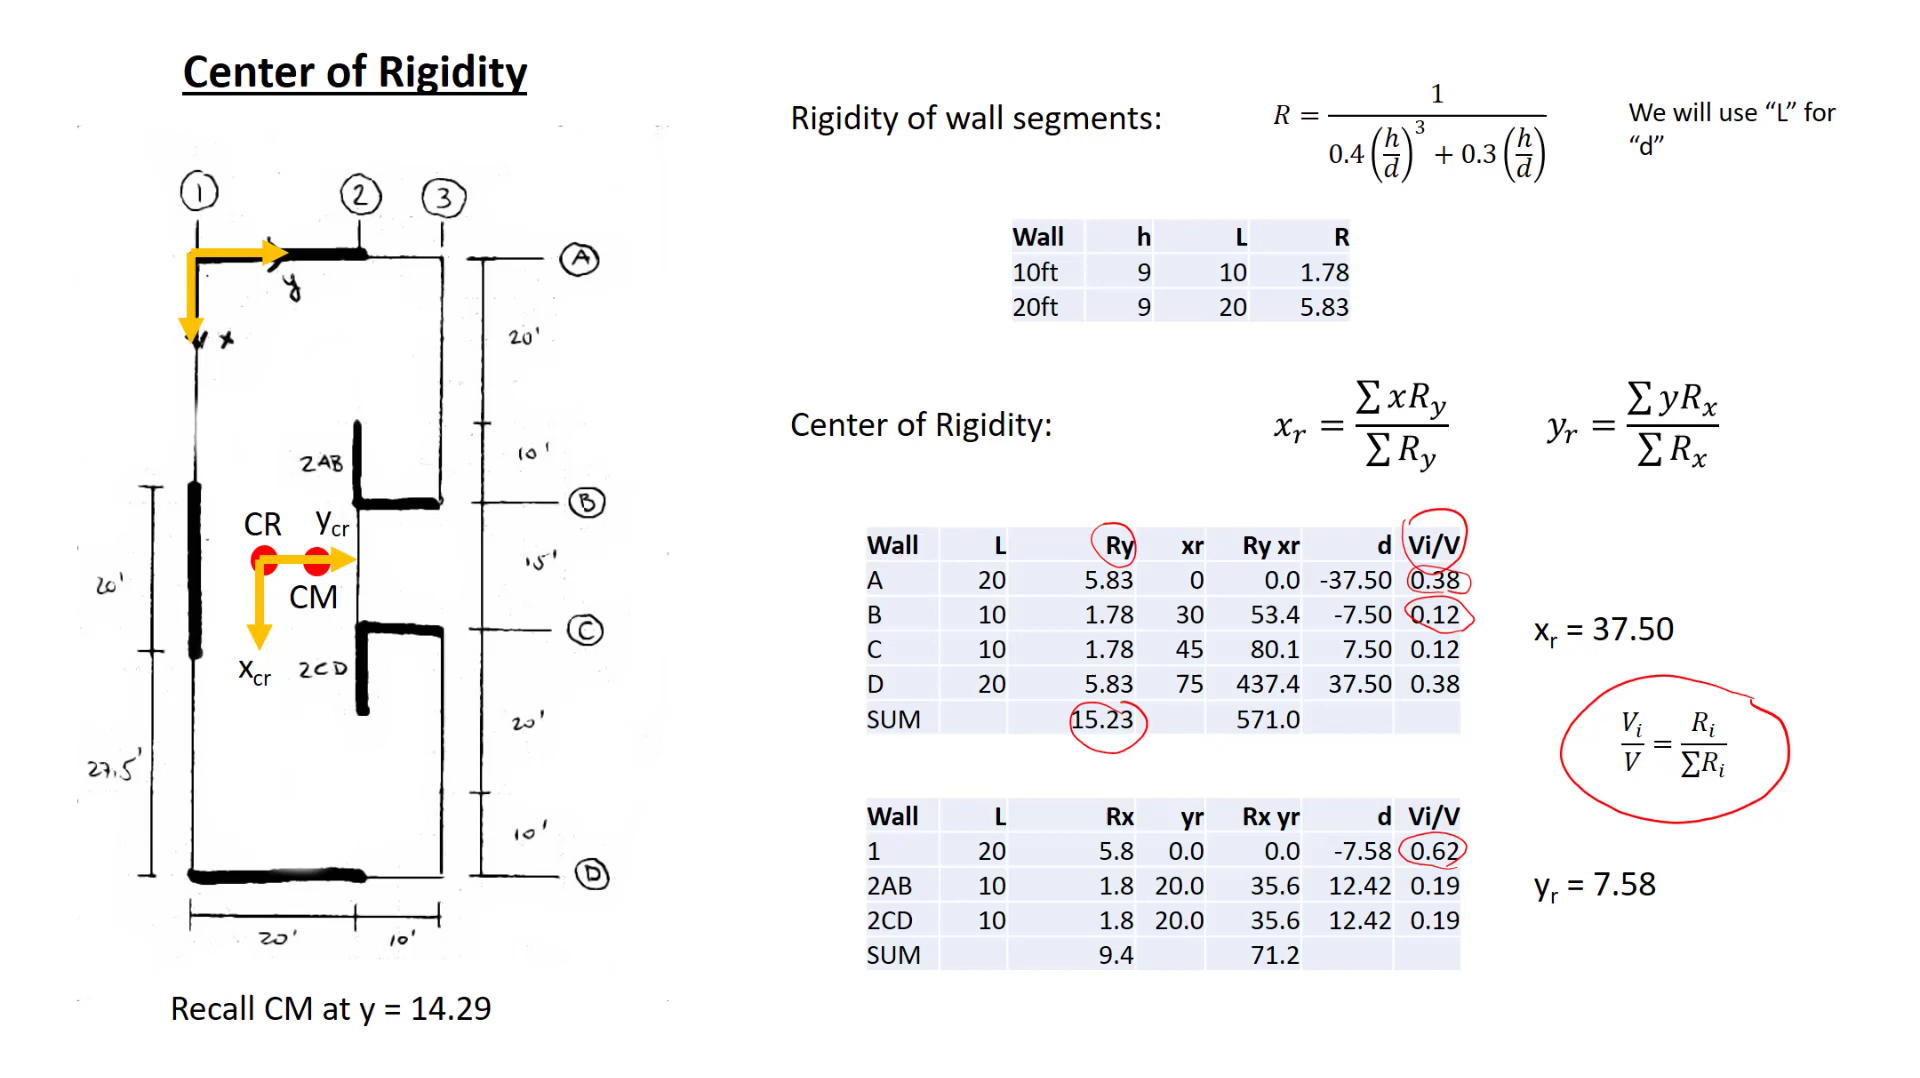 Center of Rigidity
1 2 3
A
y
x
20'
2AB
10'
B
CR ycr
15'
20'
CM
C
xcr 2CD
20'
27.5'
10'
D
20' 10'
Recall CM at y = 14.29
Rigidity of wall segments: R = 1 / (0.4 (h/d)^3 + 0.3 (h/d))
We will use “L” for
“d”
Wall h L R
10ft 9 10 1.78
20ft 9 20 5.83
Center of Rigidity: x_r = ∑ xR_y / ∑ R_y y_r = ∑ yR_x / ∑ R_x
Wall L Ry xr Ry xr d Vi/V
A 20 5.83 0 0.0 -37.50 0.38
B 10 1.78 30 53.4 -7.50 0.12
C 10 1.78 45 80.1 7.50 0.12
D 20 5.83 75 437.4 37.50 0.38
SUM 15.23 571.0
x_r = 37.50
V_i / V = R_i / ∑R_i
Wall L Rx yr Rx yr d Vi/V
1 20 5.8 0.0 0.0 -7.58 0.62
2AB 10 1.8 20.0 35.6 12.42 0.19
2CD 10 1.8 20.0 35.6 12.42 0.19
SUM 9.4 71.2
y_r = 7.58